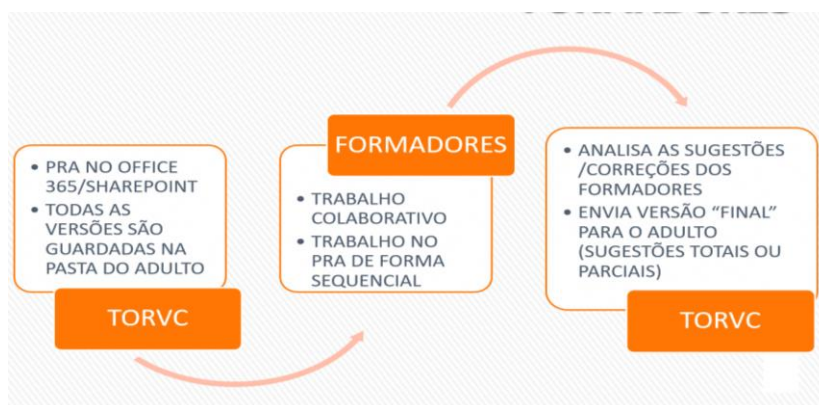 • PRA NO OFFICE
365/SHAREPOINT
• TODAS AS
VERSÕES SÃO
GUARDADAS NA
PASTA DO ADULTO
TORVC
FORMADORES
• TRABALHO
COLABORATIVO
• TRABALHO NO
PRA DE FORMA
SEQUENCIAL
• ANALISA AS SUGESTÕES
/CORREÇÕES DOS
FORMADORES
• ENVIA VERSÃO “FINAL”
PARA O ADULTO
(SUGESTÕES TOTAIS OU
PARCIAIS)
TORVC